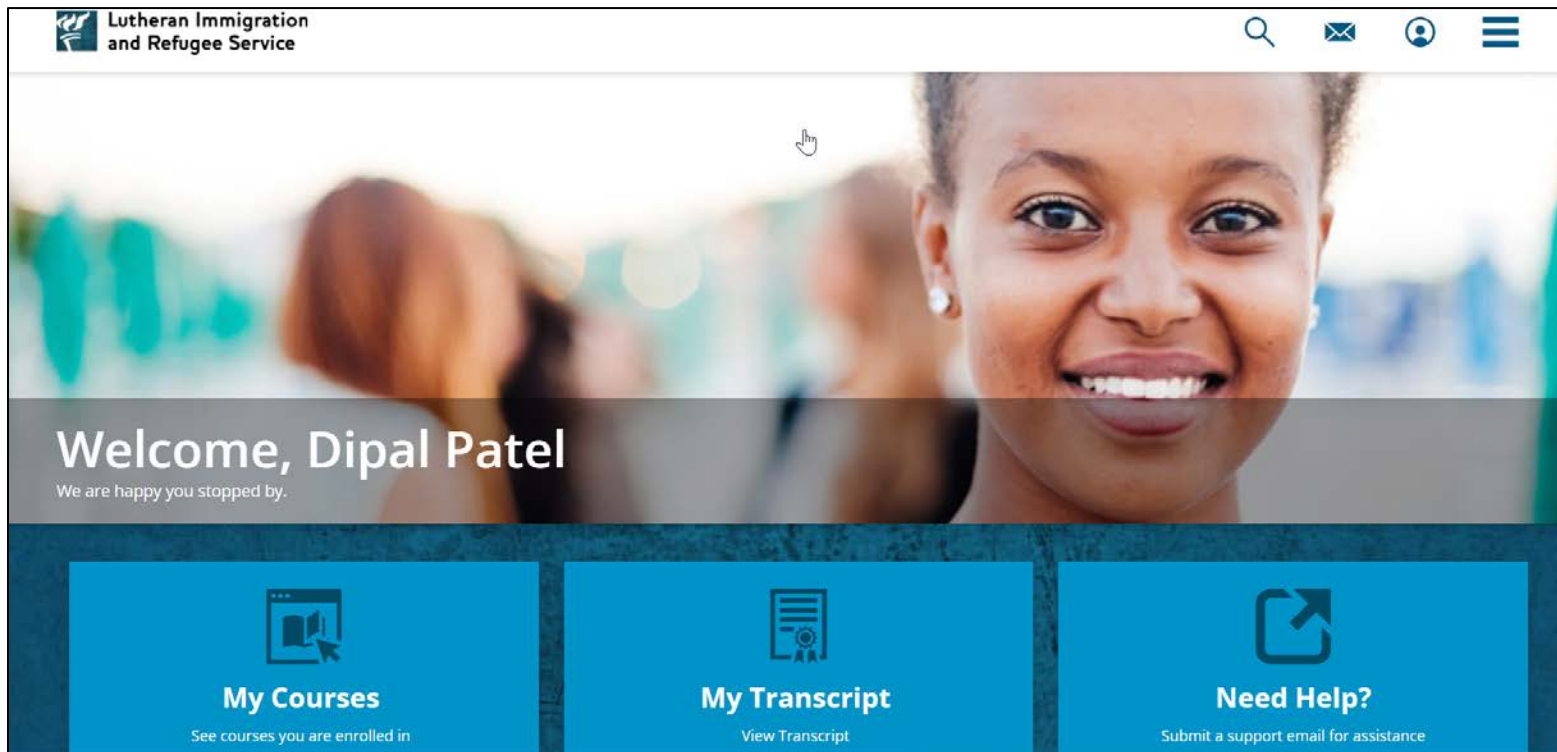 Lutheran Immigration
and Refugee Service
Welcome, Dipal Patel
We are happy you stopped by.
My Courses
See courses you are enrolled in
My Transcript
View Transcript
Need Help?
Submit a support email for assistance